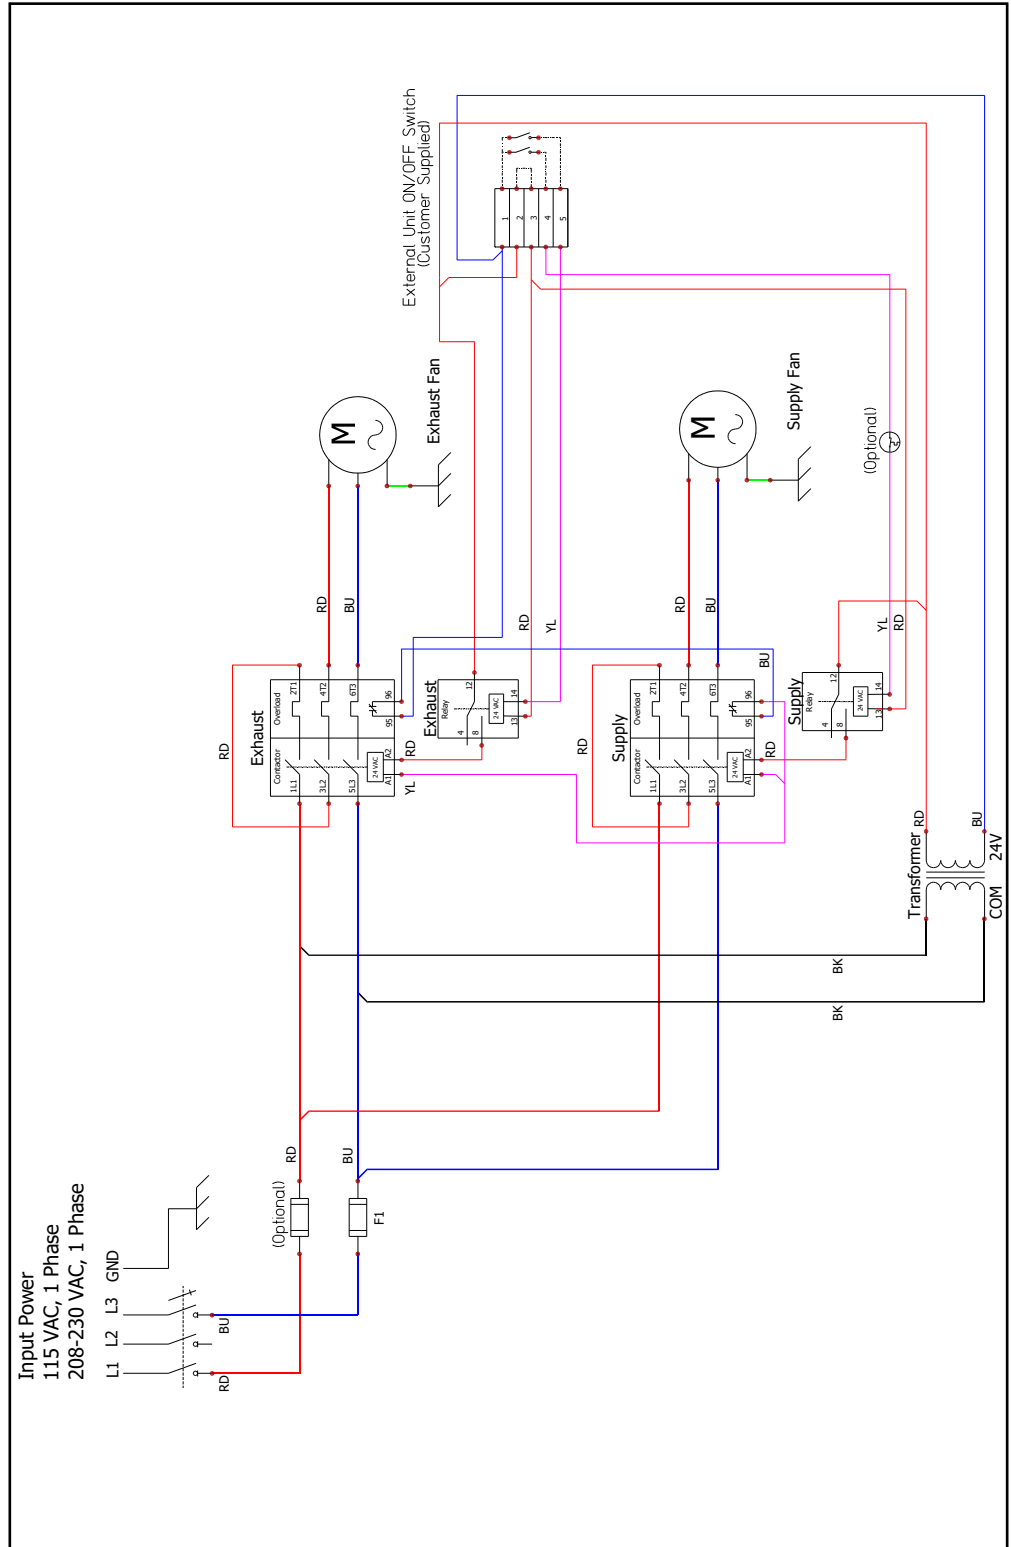 Input Power
115 VAC, 1 Phase
208-230 VAC, 1 Phase
L1
L2
L3
GND
RD
BU
(Optional)
F1
RD
BU
BK
BK
Transformer
COM
24V
RD
BU
Exhaust
Contactor
Overload
1L1
3L2
5L3
2T1
4T2
6T3
24VAC
A1
A2
95
96
RD
YL
RD
Exhaust
Relay
4
8
12
24 VAC
13
14
RD
YL
RD
BU
M
Exhaust Fan
Supply
Contactor
Overload
1L1
3L2
5L3
2T1
4T2
6T3
24VAC
A1
A2
95
96
RD
RD
BU
Supply
Relay
4
8
12
24 VAC
13
14
YL
RD
RD
BU
M
Supply Fan
(Optional)
External Unit ON/OFF Switch
(Customer Supplied)
1
2
3
4
5